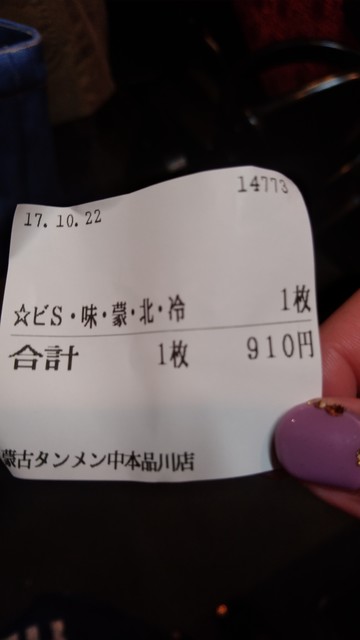 14773
17.10.22
☆ビS・味・蒙・北・冷 1枚
合計 1枚 910円
蒙古タンメン中本品川店